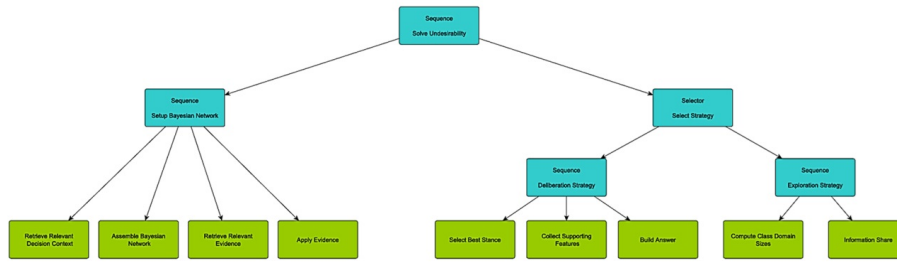 Sequence
Solve Undesirability
Sequence
Setup Bayesian Network
Selector
Select Strategy
Sequence
Deliberation Strategy
Sequence
Exploration Strategy
Retrieve Relevant
Decision Context
Assemble Bayesian
Network
Retrieve Relevant
Evidence
Apply Evidence
Select Best Stance
Collect Supporting
Features
Build Answer
Compute Class Domain
Sizes
Information Share